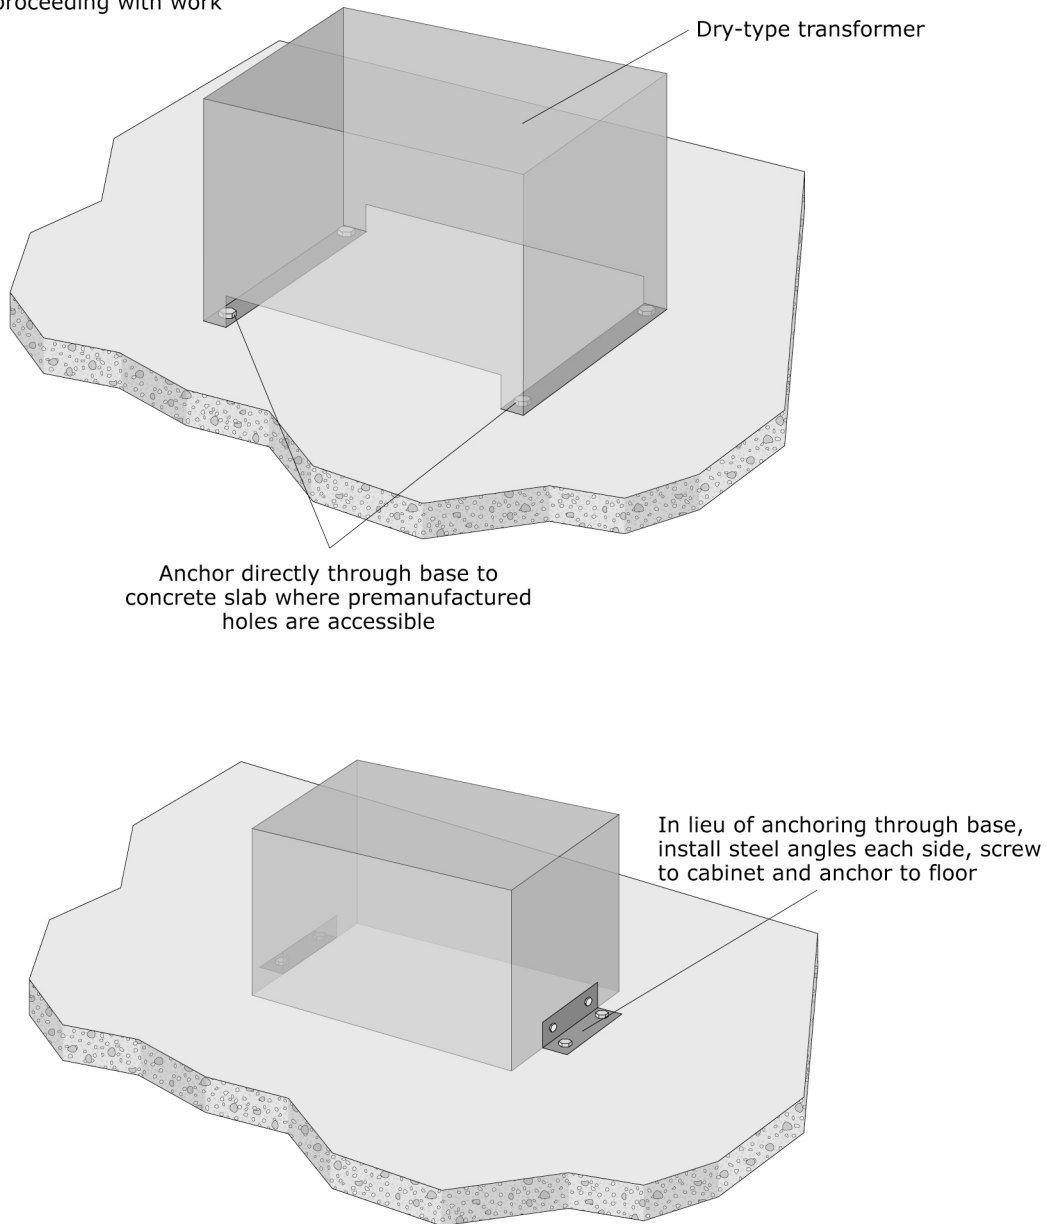 proceeding with work
Dry-type transformer
Anchor directly through base to
concrete slab where premanufactured
holes are accessible
In lieu of anchoring through base,
install steel angles each side, screw
to cabinet and anchor to floor